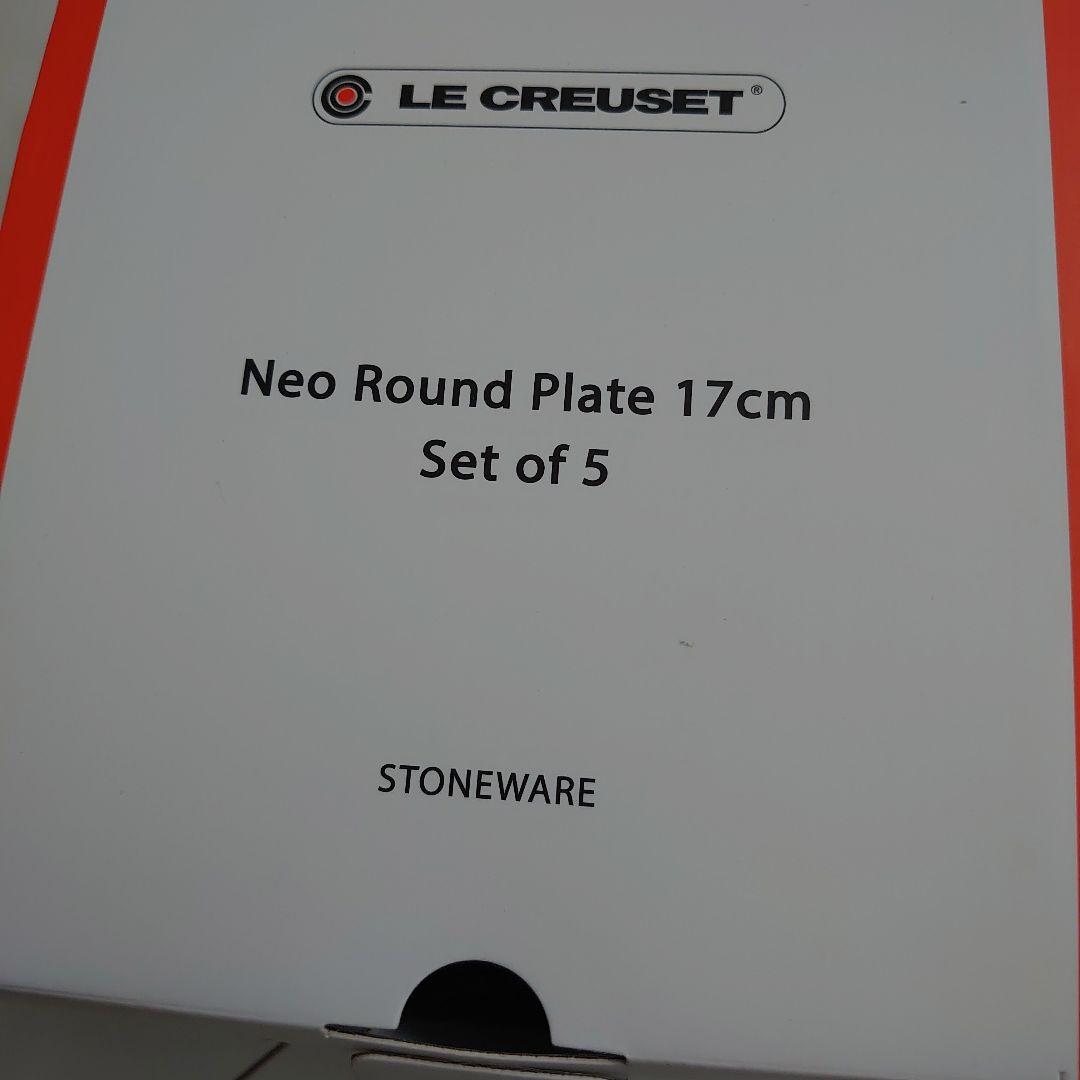 LE CREUSET®
Neo Round Plate 17cm
Set of 5
STONEWARE